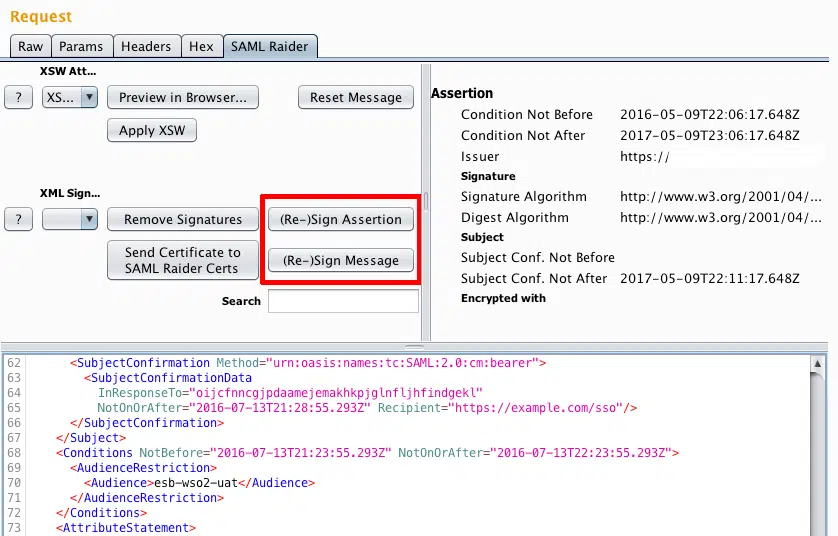 Request
Raw Params Headers Hex SAML Raider
XSW Att...
? XS... Preview in Browser... Reset Message
Apply XSW
XML Sign...
? Remove Signatures (Re-)Sign Assertion
Send Certificate to
SAML Raider Certs
(Re-)Sign Message
Search
Assertion
Condition Not Before 2016-05-09T22:06:17.648Z
Condition Not After 2017-05-09T23:06:17.648Z
Issuer https://
Signature
Signature Algorithm http://www.w3.org/2001/04/...
Digest Algorithm http://www.w3.org/2001/04/...
Subject
Subject Conf. Not Before
Subject Conf. Not After 2017-05-09T22:11:17.648Z
Encrypted with
62 <SubjectConfirmation Method="urn:oasis:names:tc:SAML:2.0:cm:bearer">
63 <SubjectConfirmationData
64 InResponseTo="oijcfnncgjpdaamejemakhkpjglnfljhfindgekl"
65 NotOnOrAfter="2016-07-13T21:28:55.293Z" Recipient="https://example.com/sso"/>
66 </SubjectConfirmation>
67 </Subject>
68 <Conditions NotBefore="2016-07-13T21:23:55.293Z" NotOnOrAfter="2016-07-13T22:23:55.293Z">
69 <AudienceRestriction>
70 <Audience>esb-wso2-uat</Audience>
71 </AudienceRestriction>
72 </Conditions>
73 <AttributeStatement>